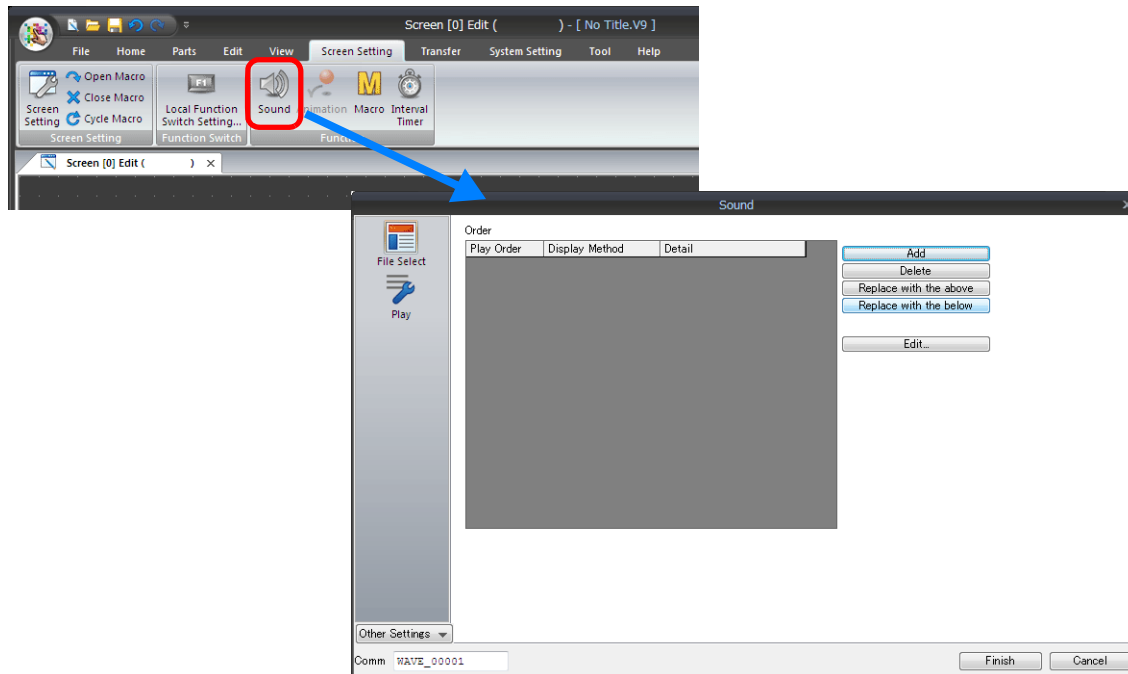 Screen [0] Edit ( ) - [ No Title.V9 ]
File Home Parts Edit View Screen Setting Transfer System Setting Tool Help
Open Macro
Close Macro
Cycle Macro
Screen Setting
F1
Local Function Switch Setting...
Sound
Animation
Macro
Interval Timer
Screen Setting
Function Switch
Screen [0] Edit ( ) ×
Sound
File Select
Play
Order
Play Order Display Method Detail
Add
Delete
Replace with the above
Replace with the below
Edit...
Other Settings
Comm WAVE_00001
Finish Cancel